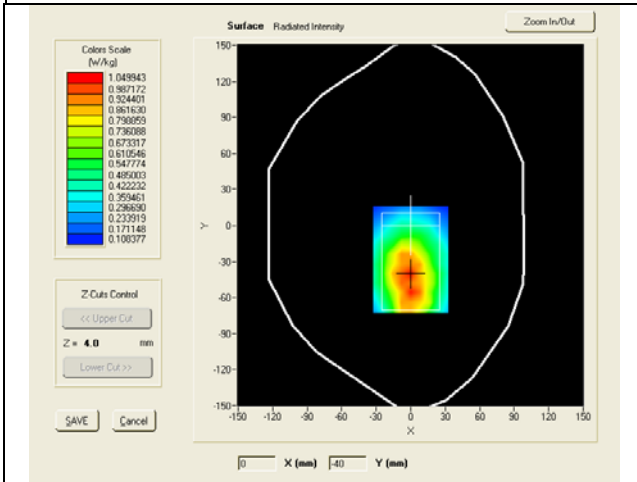 Surface Radiated Intensity
Zoom In/Out
Colors Scale
(W/kg)
1.049943
0.987172
0.924401
0.861630
0.798859
0.736088
0.673317
0.610546
0.547774
0.485003
0.422232
0.359461
0.296690
0.233919
0.171148
0.108377
Z-Cuts Control
<< Upper Cut
Z = 4.0 mm
Lower Cut >>
SAVE Cancel
150
120
90
60
30
0
-30
-60
-90
-120
-150
Y
-150 -120 -90 -60 -30 0 30 60 90 120 150
X
0 X (mm) -40 Y (mm)